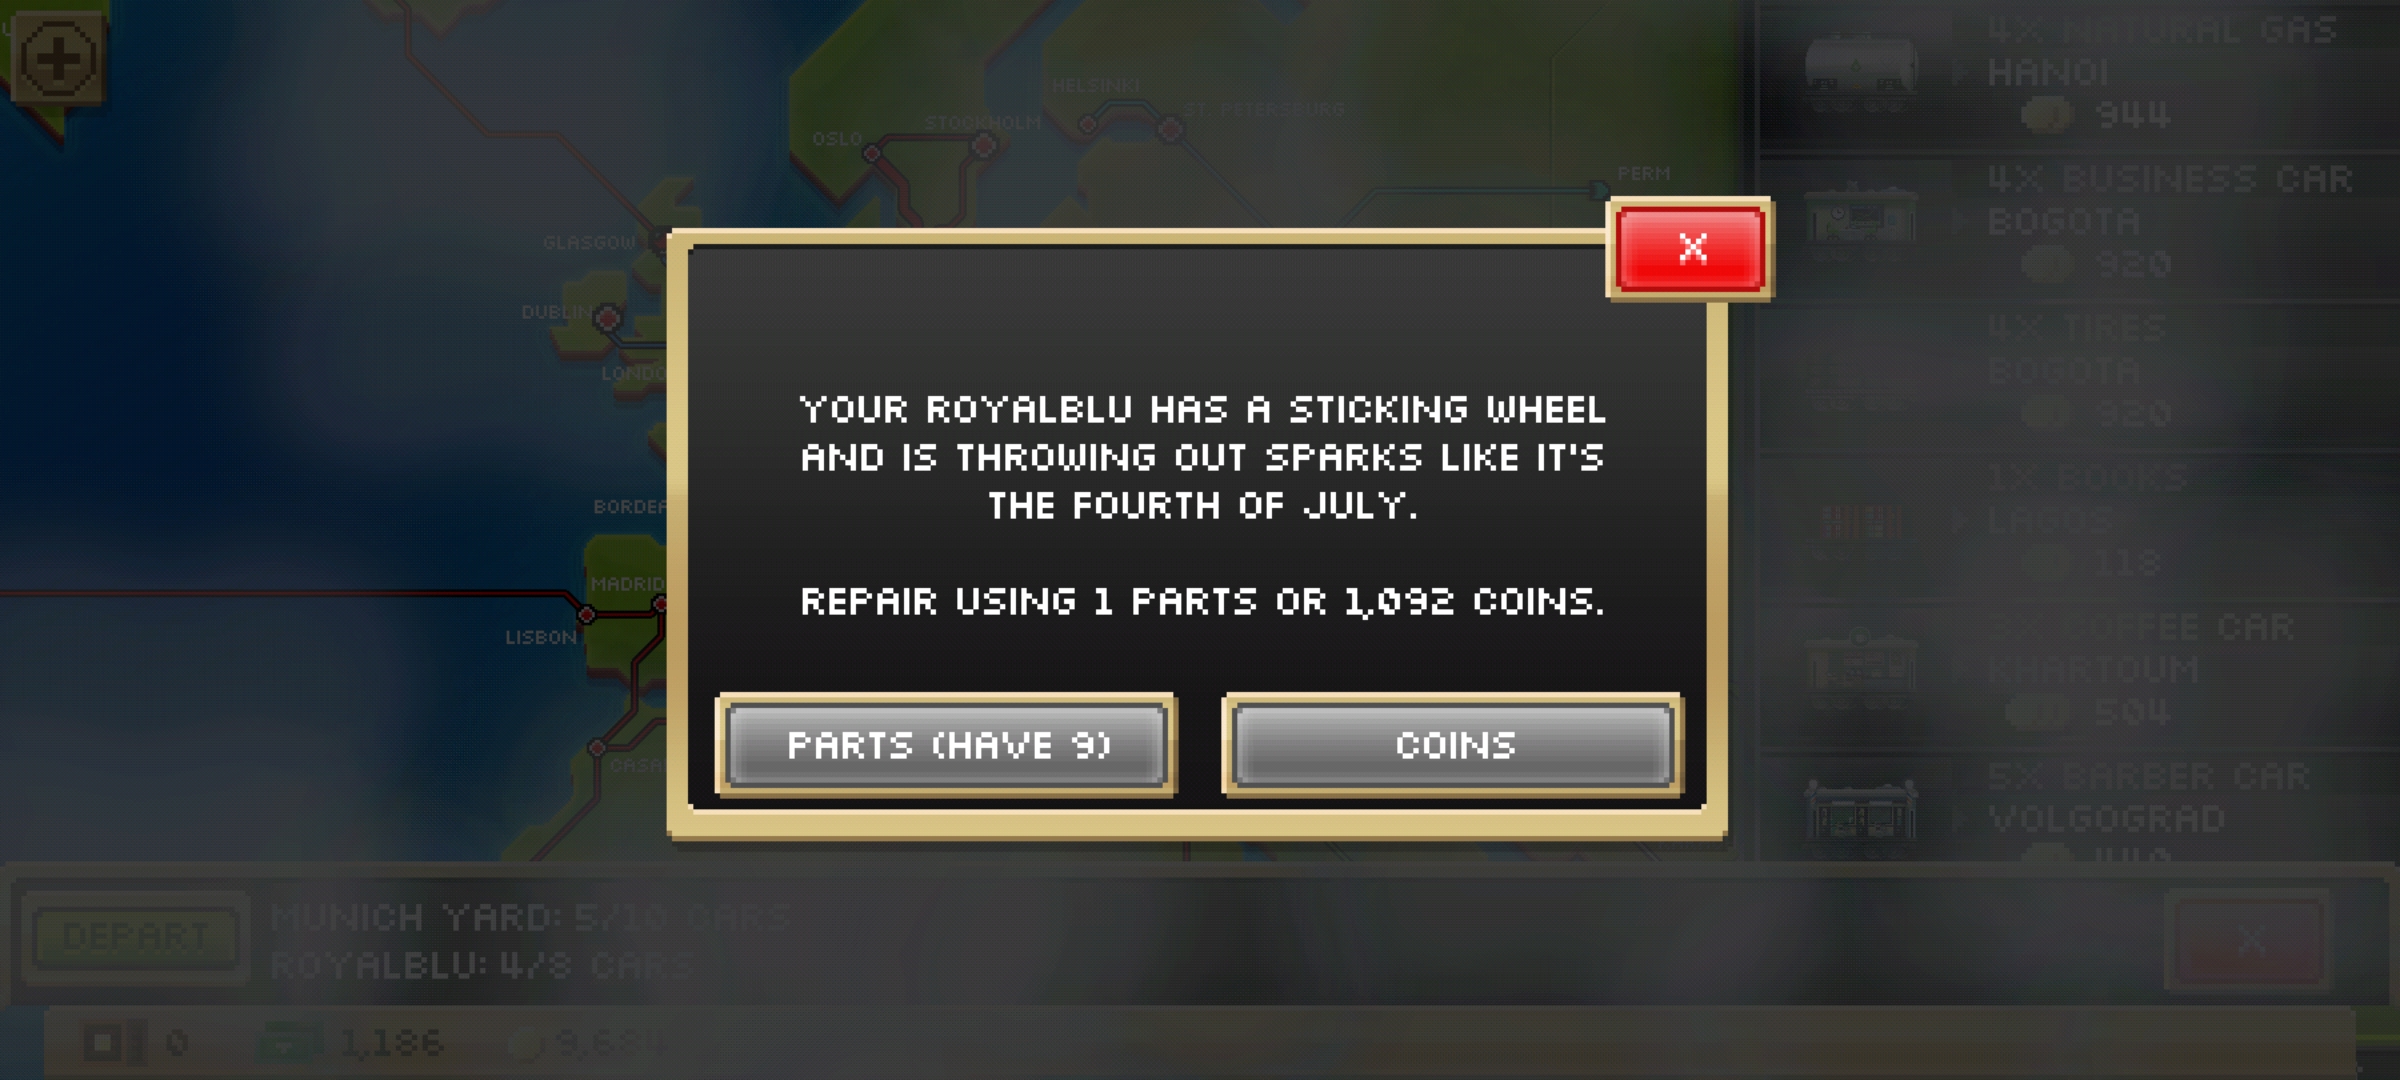 4X NATURAL GAS
HANOI
944
HELSINKI
ST. PETERSBURG
STOCKHOLM
OSLO
PERM
4X BUSINESS CAR
BOGOTA
920
GLASGOW
DUBLIN
4X TIRES
BOGOTA
920
LONDO
YOUR ROYALBLU HAS A STICKING WHEEL
AND IS THROWING OUT SPARKS LIKE IT'S
THE FOURTH OF JULY.
1X BOOKS
LAGOS
118
BORDEA
MADRID
LISBON
REPAIR USING 1 PARTS OR 1,092 COINS.
COFFEE CAR
KHARTOUM
504
PARTS (HAVE 9)
COINS
CASA
5X BARBER CAR
VOLGOGRAD
DEPART
MUNICH YARD: 5/10 CARS
ROYALBLU: 4/8 CARS
0
1,186